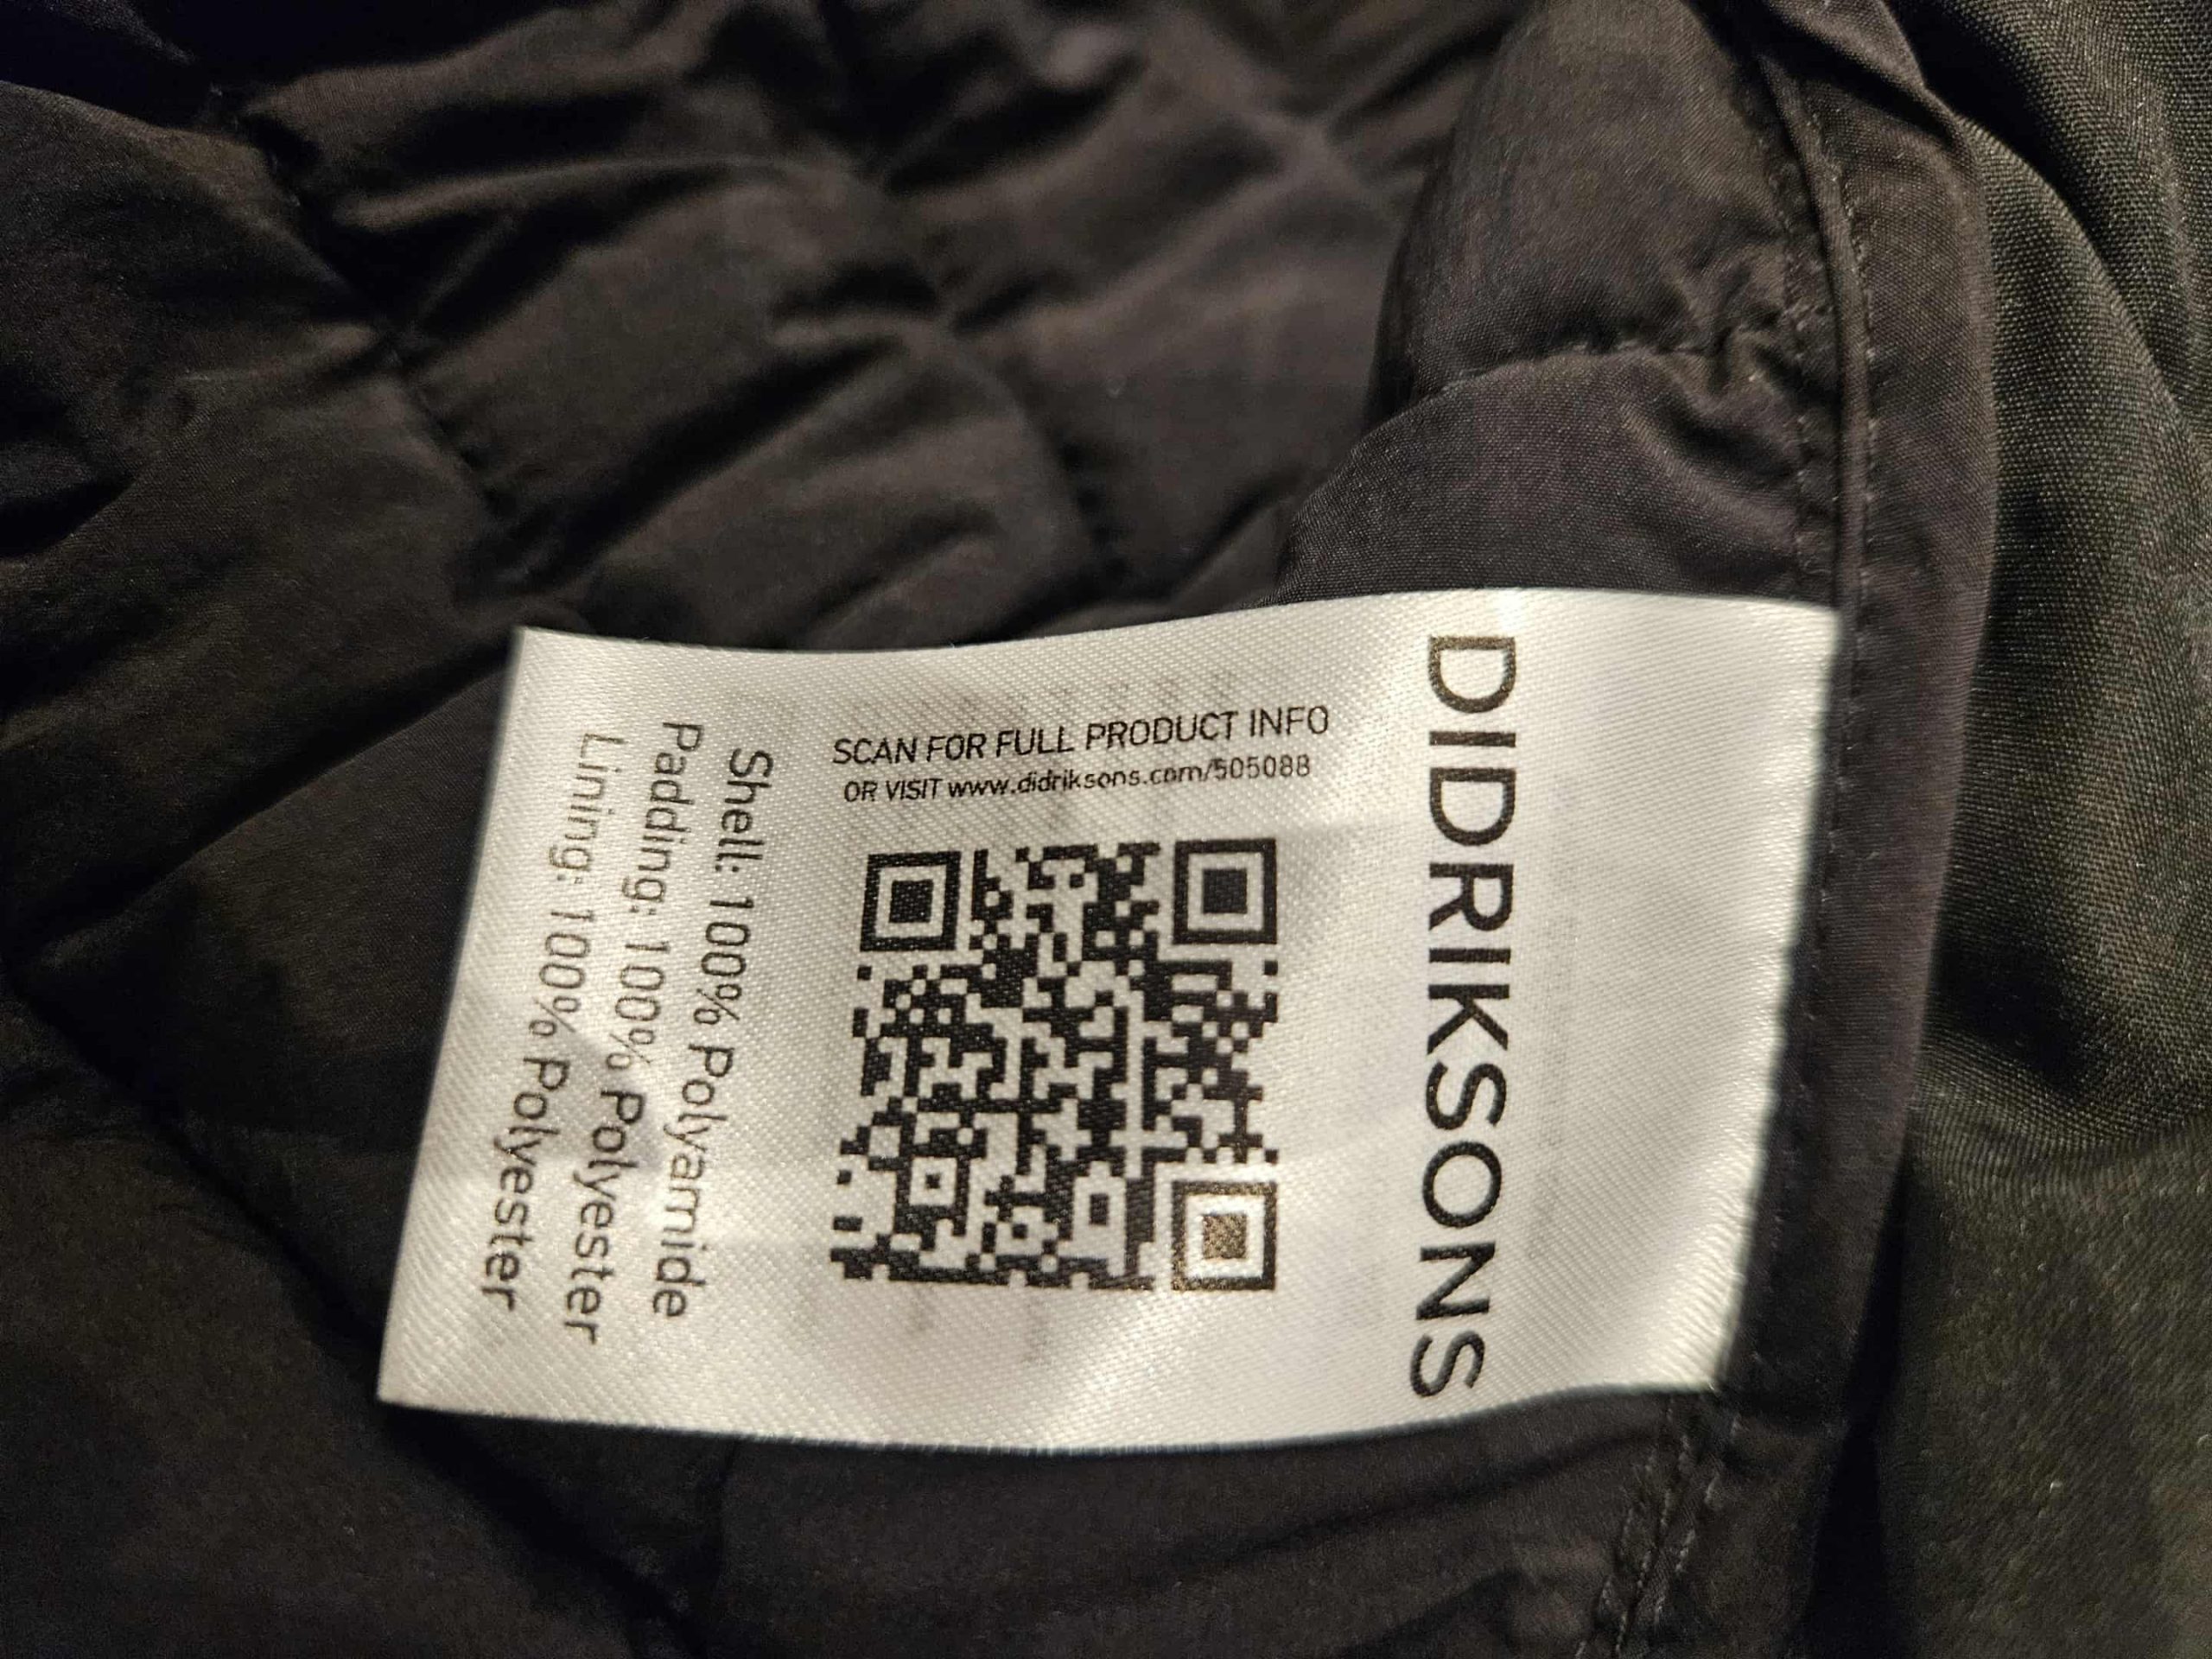 DIDRIKSONS
SCAN FOR FULL PRODUCT INFO
OR VISIT www.didriksons.com/505088
Shell: 100% Polyamide
Padding: 100% Polyester
Lining: 100% Polyester